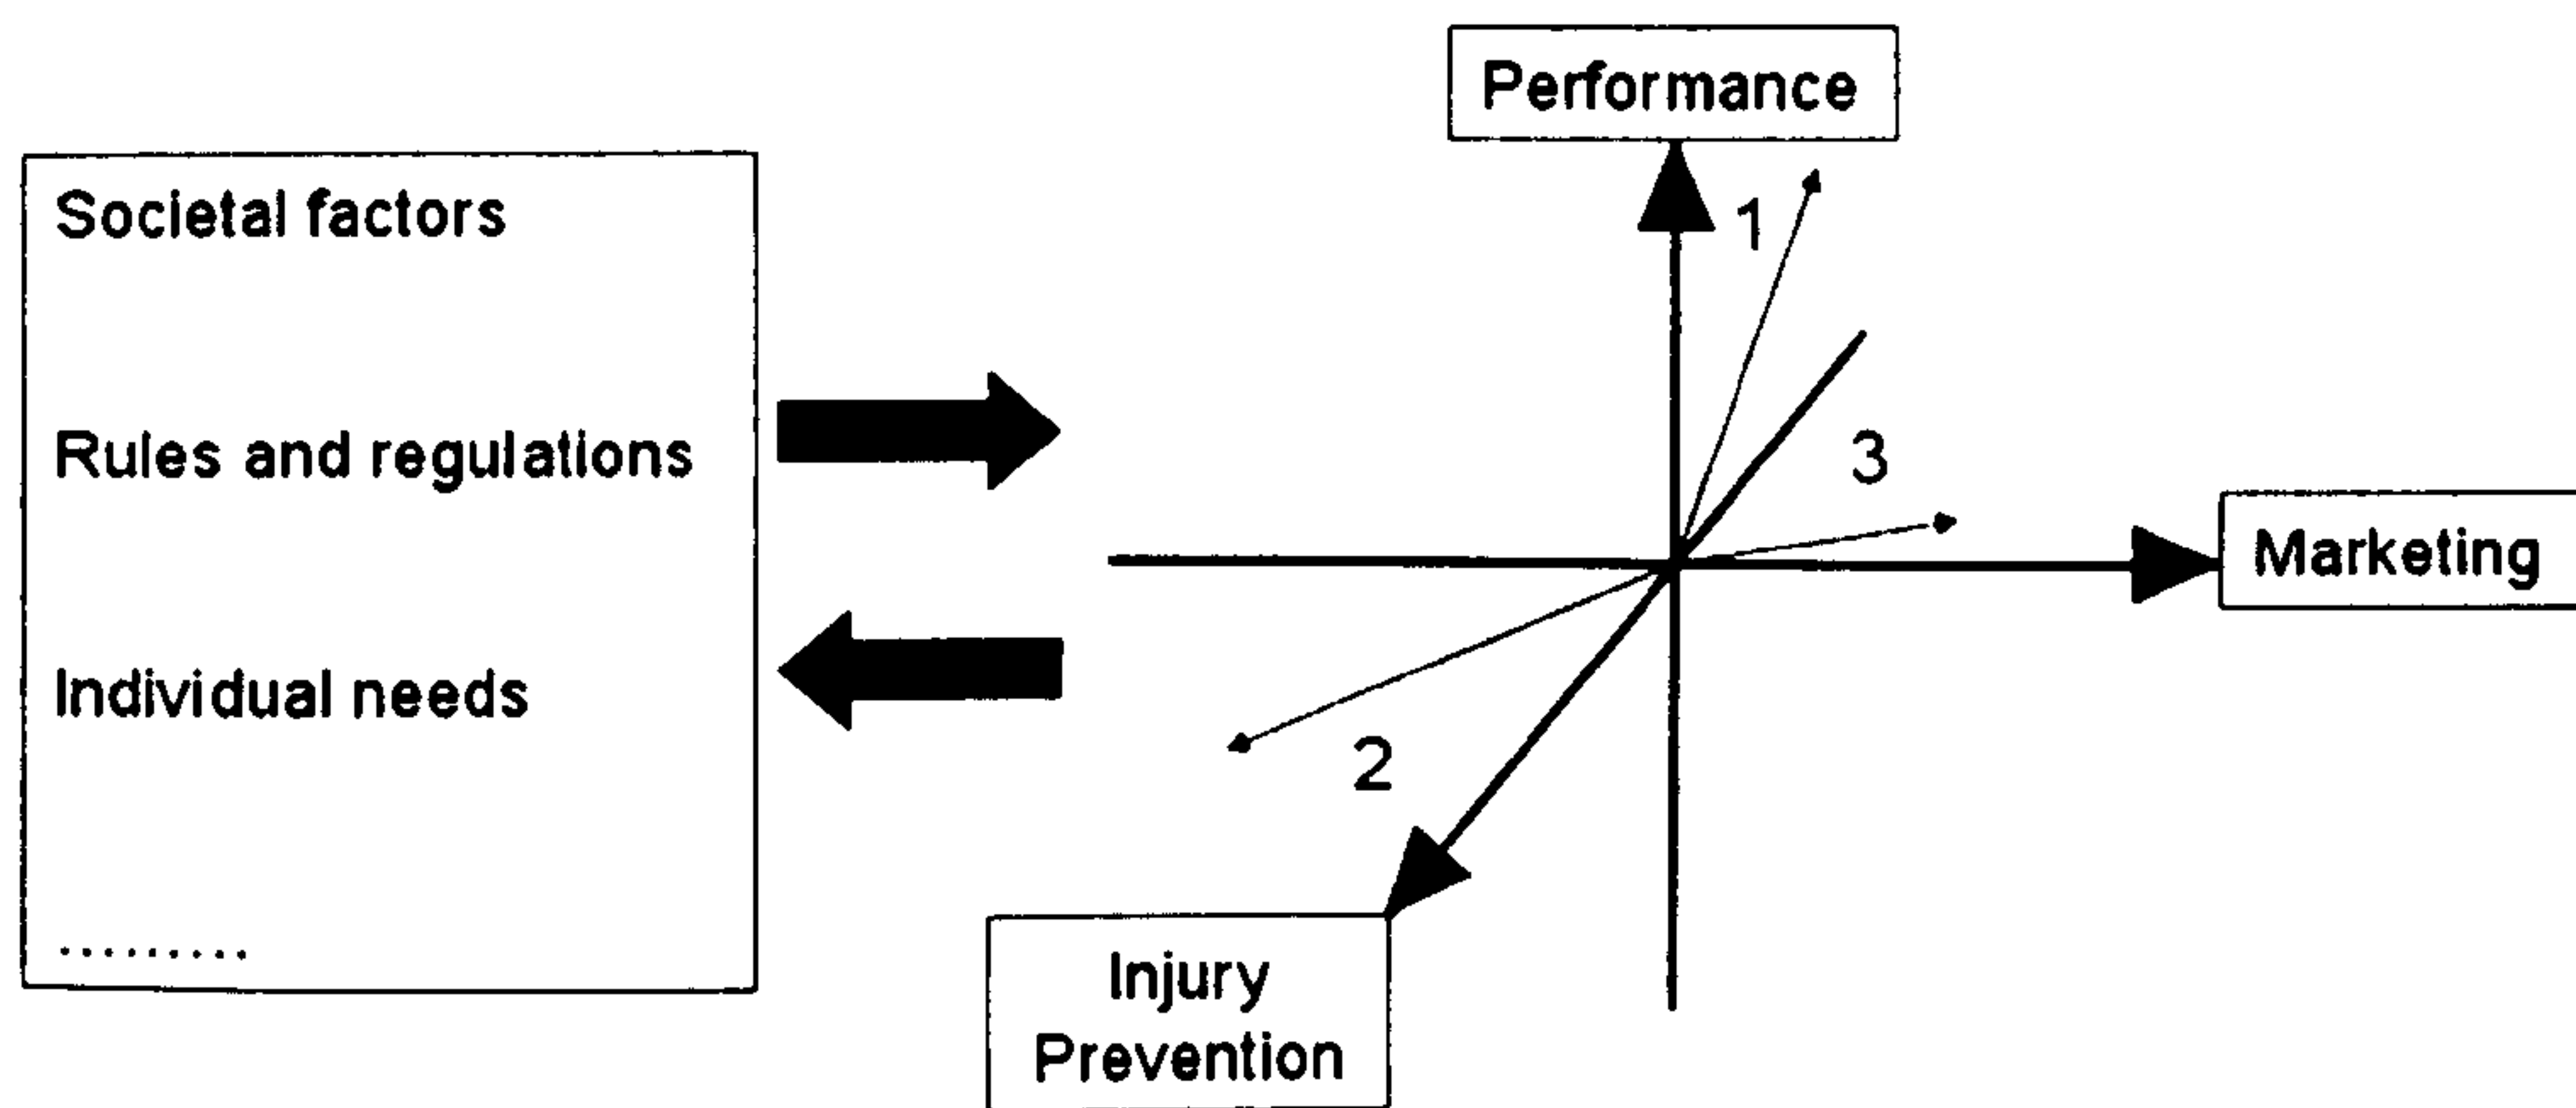 Societal factors
Rules and regulations
Individual needs
.........
Performance
1
3
Marketing
2
Injury
Prevention